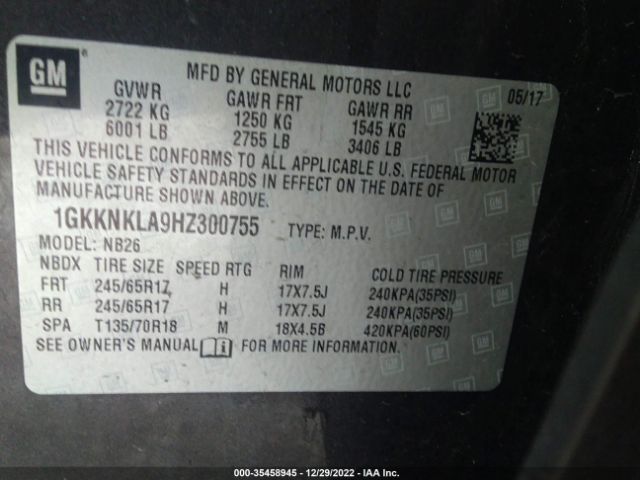 GM ®
MFD BY GENERAL MOTORS LLC
05/17
GVWR GAWR FRT GAWR RR
2722 KG 1250 KG 1545 KG
6001 LB 2755 LB 3406 LB
THIS VEHICLE CONFORMS TO ALL APPLICABLE U.S. FEDERAL MOTOR
VEHICLE SAFETY STANDARDS IN EFFECT ON THE DATE OF
MANUFACTURE SHOWN ABOVE.
1GKKNKLA9HZ300755 TYPE: M.P.V.
MODEL: NB26
NBDX TIRE SIZE SPEED RTG RIM COLD TIRE PRESSURE
FRT 245/65R17 H 17X7.5J 240KPA(35PSI)
RR 245/65R17 H 17X7.5J 240KPA(35PSI)
SPA T135/70R18 M 18X4.5B 420KPA(60PSI)
SEE OWNER'S MANUAL FOR MORE INFORMATION.
000-35458945 - 12/29/2022 - IAA Inc.